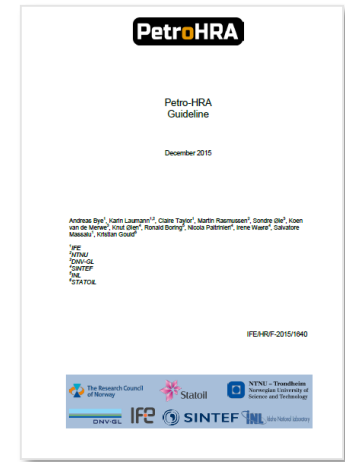 PetroHRA
Petro-HRA
Guideline
December 2015
Andreas Bye¹, Karin Laumann¹,², Claire Taylor¹, Martin Rasmussen², Sondre Øie³, Koen
van de Merwe³, Knut Øien⁴, Ronald Boring⁵, Nicola Paltrinieri⁴, Irene Wærø⁴, Salvatore
Massaiu¹, Kristian Gould⁶
¹IFE
²NTNU
³DNV-GL
⁴SINTEF
⁵INL
⁶STATOIL
IFE/HR/F-2015/1640
The Research Council
of Norway
Statoil
NTNU – Trondheim
Norwegian University of
Science and Technology
DNV·GL
IFE
SINTEF
INL
Idaho National Laboratory